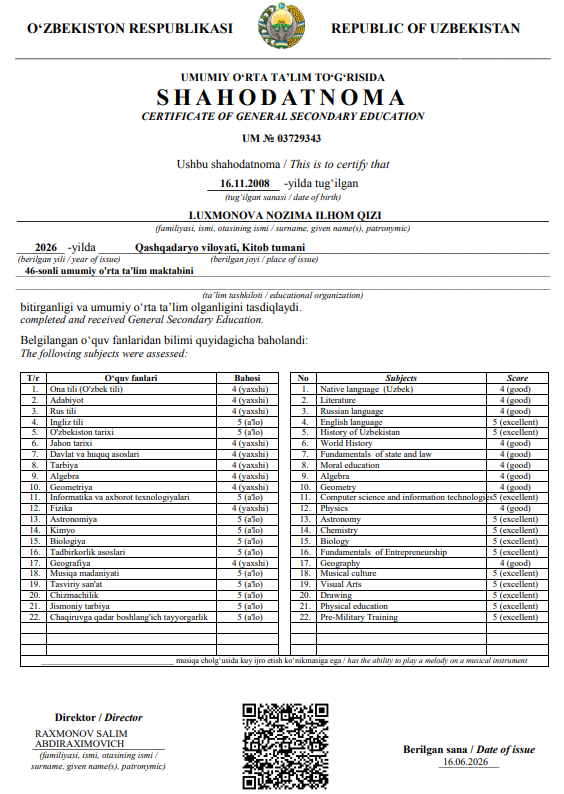 O‘ZBEKISTON RESPUBLIKASI REPUBLIC OF UZBEKISTAN
UMUMIY O‘RTA TA’LIM TO‘G‘RISIDA
SHAHODATNOMA
CERTIFICATE OF GENERAL SECONDARY EDUCATION
UM № 03729343
Ushbu shahodatnoma / This is to certify that
16.11.2008 -yilda tug‘ilgan
(tug‘ilgan sanasi / date of birth)
LUXMONOVA NOZIMA ILHOM QIZI
(familiyasi, ismi, otasining ismi / surname, given name(s), patronymic)
2026 -yilda Qashqadaryo viloyati, Kitob tumani
(berilgan yili / year of issue) (berilgan joyi / place of issue)
46-sonli umumiy o'rta ta'lim maktabini
(ta’lim tashkiloti / educational organization)
bitirganligi va umumiy o‘rta ta’lim olganligini tasdiqlaydi.
completed and received General Secondary Education.
Belgilangan o‘quv fanlaridan bilimi quyidagicha baholandi:
The following subjects were assessed:
T/r O‘quv fanlari Bahosi No Subjects Score
1. Ona tili (O'zbek tili) 4 (yaxshi) 1. Native language (Uzbek) 4 (good)
2. Adabiyot 4 (yaxshi) 2. Literature 4 (good)
3. Rus tili 4 (yaxshi) 3. Russian language 4 (good)
4. Ingliz tili 5 (a'lo) 4. English language 5 (excellent)
5. O'zbekiston tarixi 5 (a'lo) 5. History of Uzbekistan 5 (excellent)
6. Jahon tarixi 4 (yaxshi) 6. World History 4 (good)
7. Davlat va huquq asoslari 4 (yaxshi) 7. Fundamentals of state and law 4 (good)
8. Tarbiya 4 (yaxshi) 8. Moral education 4 (good)
9. Algebra 4 (yaxshi) 9. Algebra 4 (good)
10. Geometriya 4 (yaxshi) 10. Geometry 4 (good)
11. Informatika va axborot texnologiyalari 5 (a'lo) 11. Computer science and information technologies 5 (excellent)
12. Fizika 4 (yaxshi) 12. Physics 4 (good)
13. Astronomiya 5 (a'lo) 13. Astronomy 5 (excellent)
14. Kimyo 5 (a'lo) 14. Chemistry 5 (excellent)
15. Biologiya 5 (a'lo) 15. Biology 5 (excellent)
16. Tadbirkorlik asoslari 5 (a'lo) 16. Fundamentals of Entrepreneurship 5 (excellent)
17. Geografiya 4 (yaxshi) 17. Geography 4 (good)
18. Musiqa madaniyati 5 (a'lo) 18. Musical culture 5 (excellent)
19. Tasviriy san'at 5 (a'lo) 19. Visual Arts 5 (excellent)
20. Chizmachilik 5 (a'lo) 20. Drawing 5 (excellent)
21. Jismoniy tarbiya 5 (a'lo) 21. Physical education 5 (excellent)
22. Chaqiruvga qadar boshlang'ich tayyorgarlik 5 (a'lo) 22. Pre-Military Training 5 (excellent)
musiqa cholg‘usida kuy ijro etish ko‘nikmasiga ega / has the ability to play a melody on a musical instrument
Direktor / Director
RAXMONOV SALIM
ABDIRAXIMOVICH
(familiyasi, ismi, otasining ismi /
surname, given name(s), patronymic)
Berilgan sana / Date of issue
16.06.2026